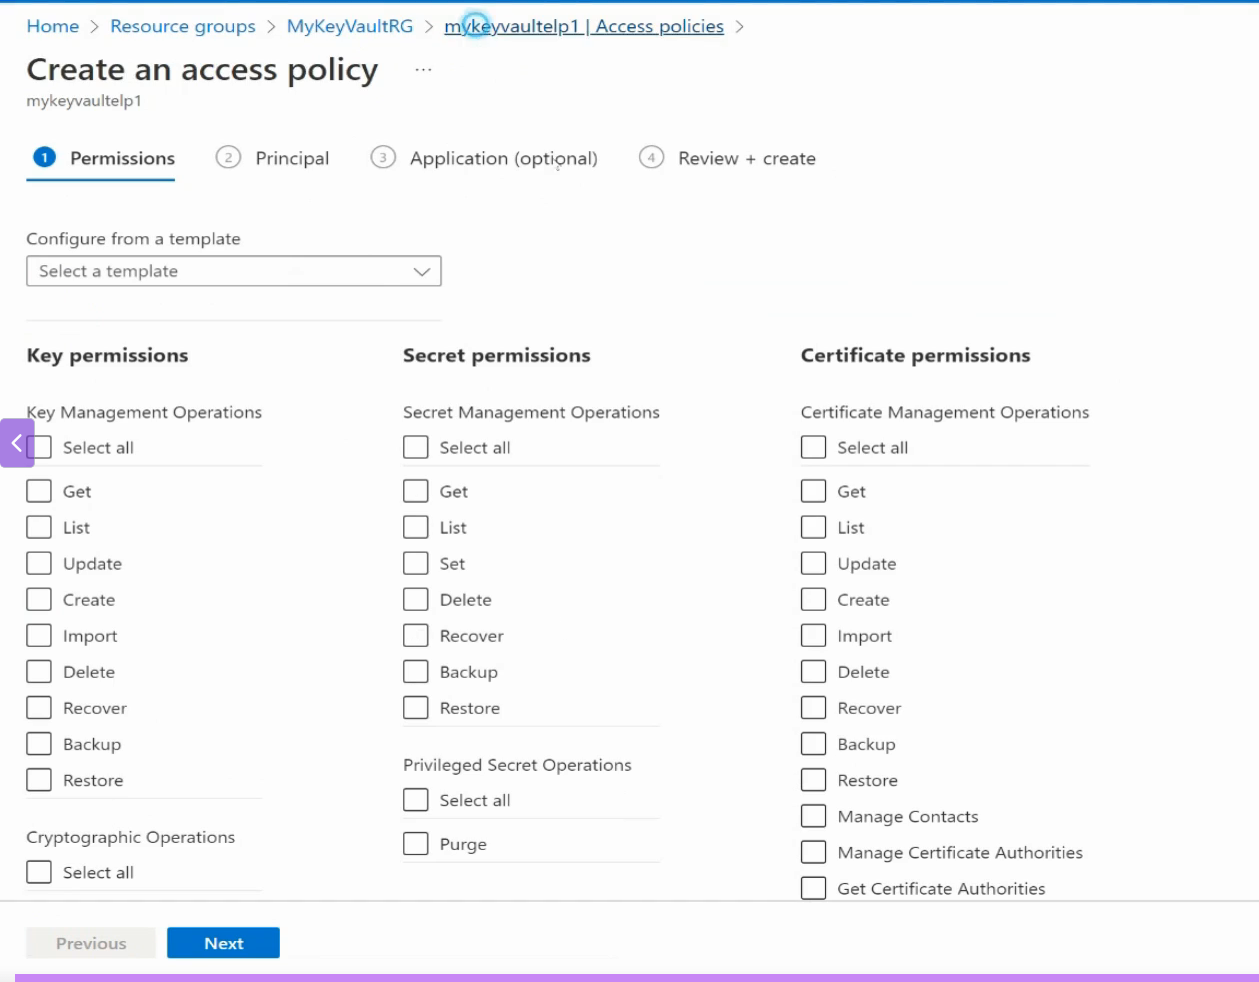 Home > Resource groups > MyKeyVaultRG > mykeyvaultelp1 | Access policies >
Create an access policy ...
mykeyvaultelp1
1 Permissions 2 Principal 3 Application (optional) 4 Review + create
Configure from a template
Select a template
Key permissions
Key Management Operations
Select all
Get
List
Update
Create
Import
Delete
Recover
Backup
Restore
Cryptographic Operations
Select all
Secret permissions
Secret Management Operations
Select all
Get
List
Set
Delete
Recover
Backup
Restore
Privileged Secret Operations
Select all
Purge
Certificate permissions
Certificate Management Operations
Select all
Get
List
Update
Create
Import
Delete
Recover
Backup
Restore
Manage Contacts
Manage Certificate Authorities
Get Certificate Authorities
Previous Next